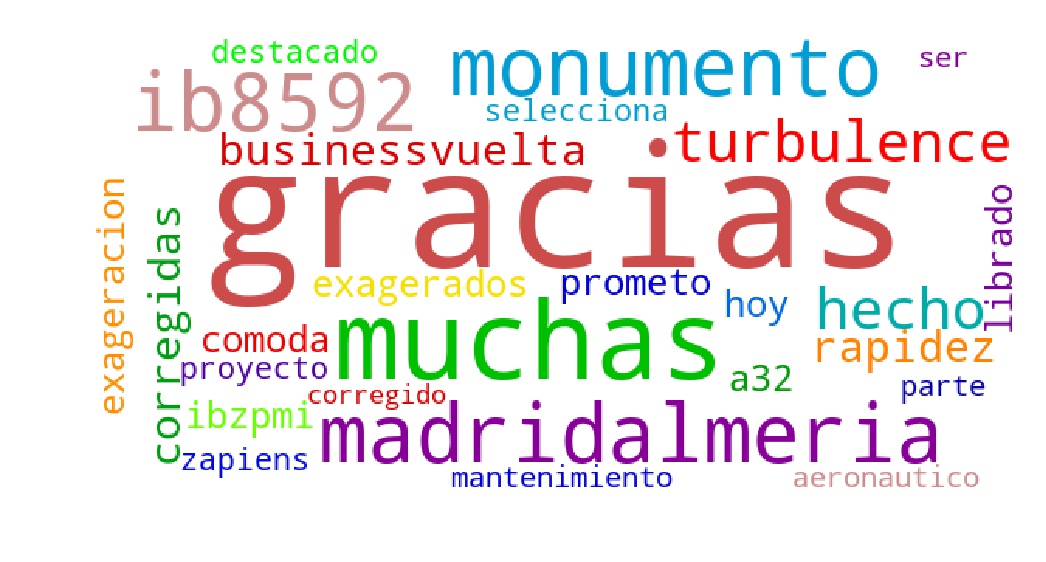 destacado
monumento
ser
ib8592
selecciona
turbulence
businessvuelta
gracias
exageracion
corregidas
librado
exagerados
prometo
hoy
hecho
comoda
muchas
rapidez
proyecto
a32
parte
corregido
ibzpmi
madridalmeria
zapiens
mantenimiento
aeronautico